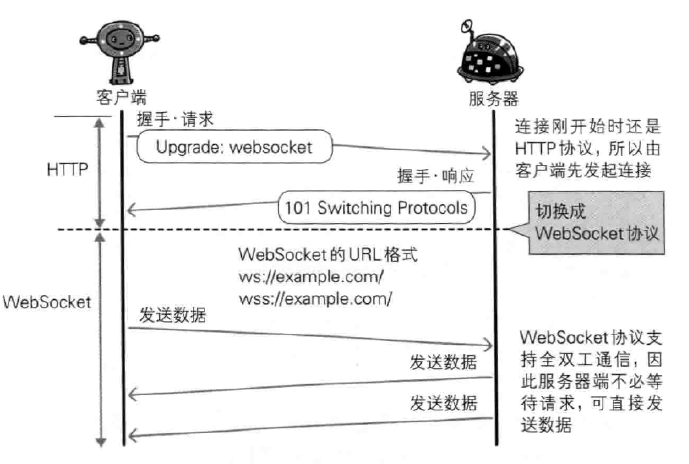 客户端
服务器
握手·请求
Upgrade: websocket
连接刚开始时还是
HTTP协议，所以由
客户端先发起连接
HTTP
握手·响应
101 Switching Protocols
切换成
WebSocket协议
WebSocket的URL格式
ws://example.com/
wss://example.com/
WebSocket
发送数据
发送数据
发送数据
WebSocket协议支
持全双工通信，因
此服务器端不必等
待请求，可直接发
送数据